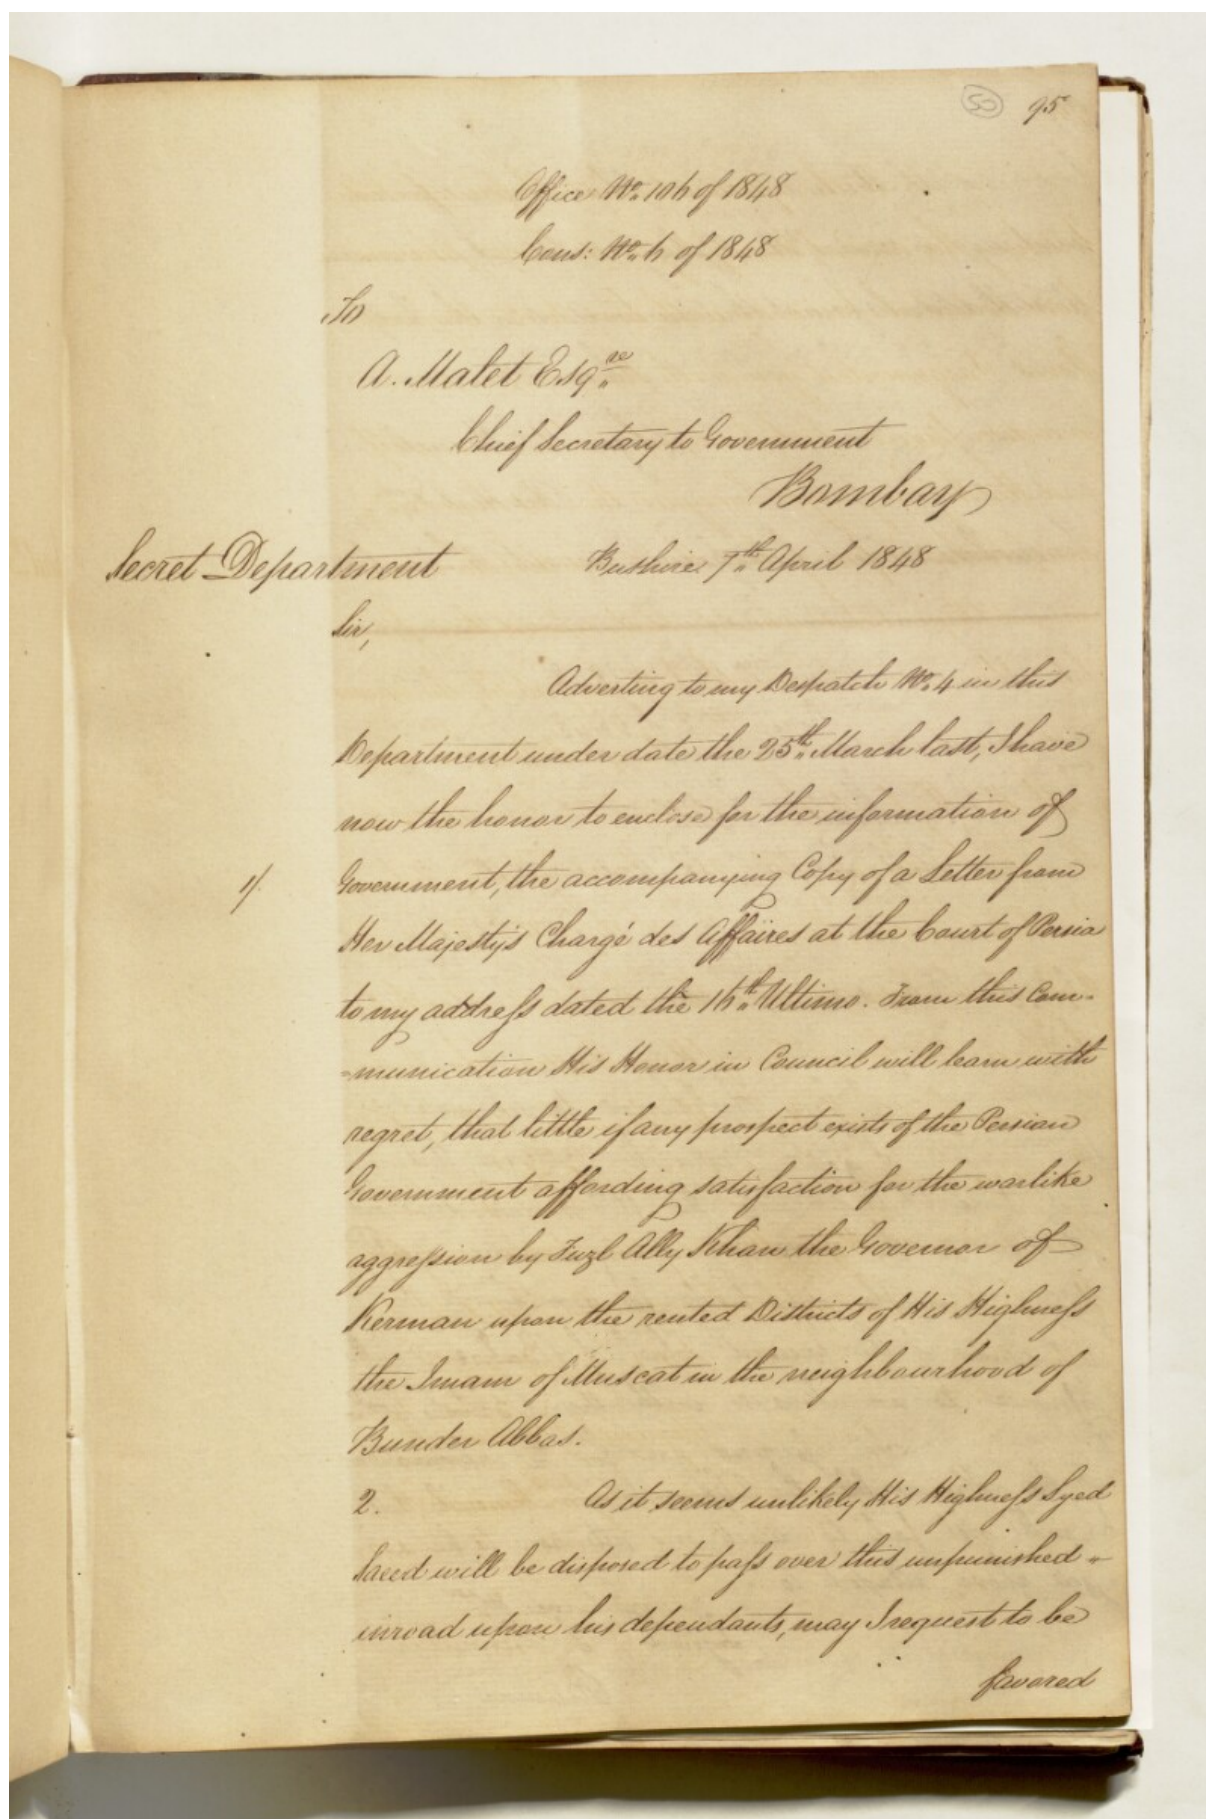 50 95
Office No. 106 of 1848
Cons: No. 6 of 1848
To
A. Malet Esqre
Chief Secretary to Government
Bombay
Secret Department Bushire 7th April 1848
Sir,
Adverting to my Despatch No. 4 in this
Department under date the 25th March last, I have
now the honor to enclose for the information of
1/. Government, the accompanying Copy of a Letter from
Her Majesty's Chargé des Affaires at the Court of Persia
to my address dated the 16th Ultimo. From this Com-
-munication His Honor in Council will learn with
regret, that little if any prospect exists of the Persian
Government affording satisfaction for the warlike
aggression by Fuzl Ally Khan the Governor of
Kerman upon the rented Districts of His Highness
the Imam of Muscat in the neighbourhood of
Bunder Abbas.
2. As it seems unlikely His Highness Syed
Saeed will be disposed to pass over this unpunished
inroad upon his dependants, may I request to be
favored